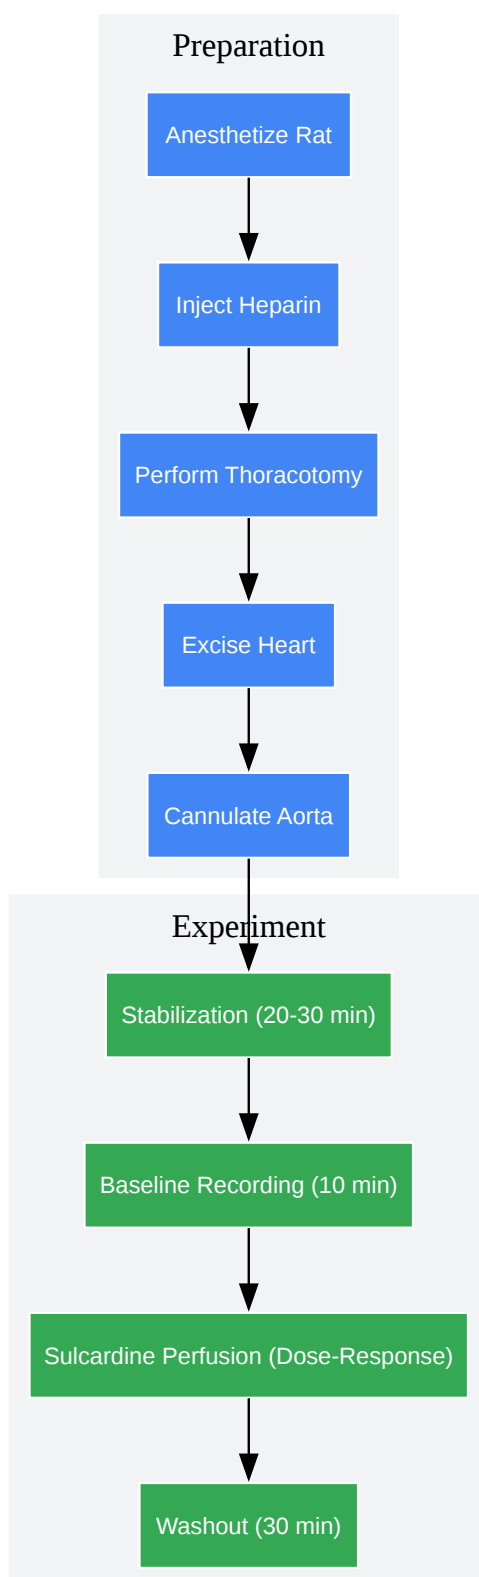 Preparation
Anesthetize Rat
Inject Heparin
Perform Thoracotomy
Excise Heart
Cannulate Aorta
Experiment
Stabilization (20-30 min)
Baseline Recording (10 min)
Sulcardine Perfusion (Dose-Response)
Washout (30 min)